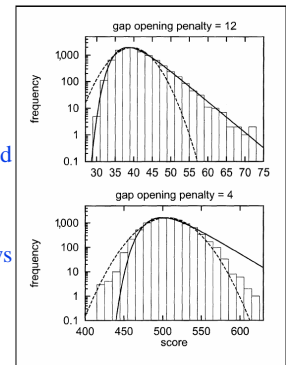 gap opening penalty = 12
frequency
1,000
100
10
1
0.1
30 35 40 45 50 55 60 65 70 75
d
gap opening penalty = 4
frequency
1,000
100
10
1
0.1
400 450 500 550 600
score
ys